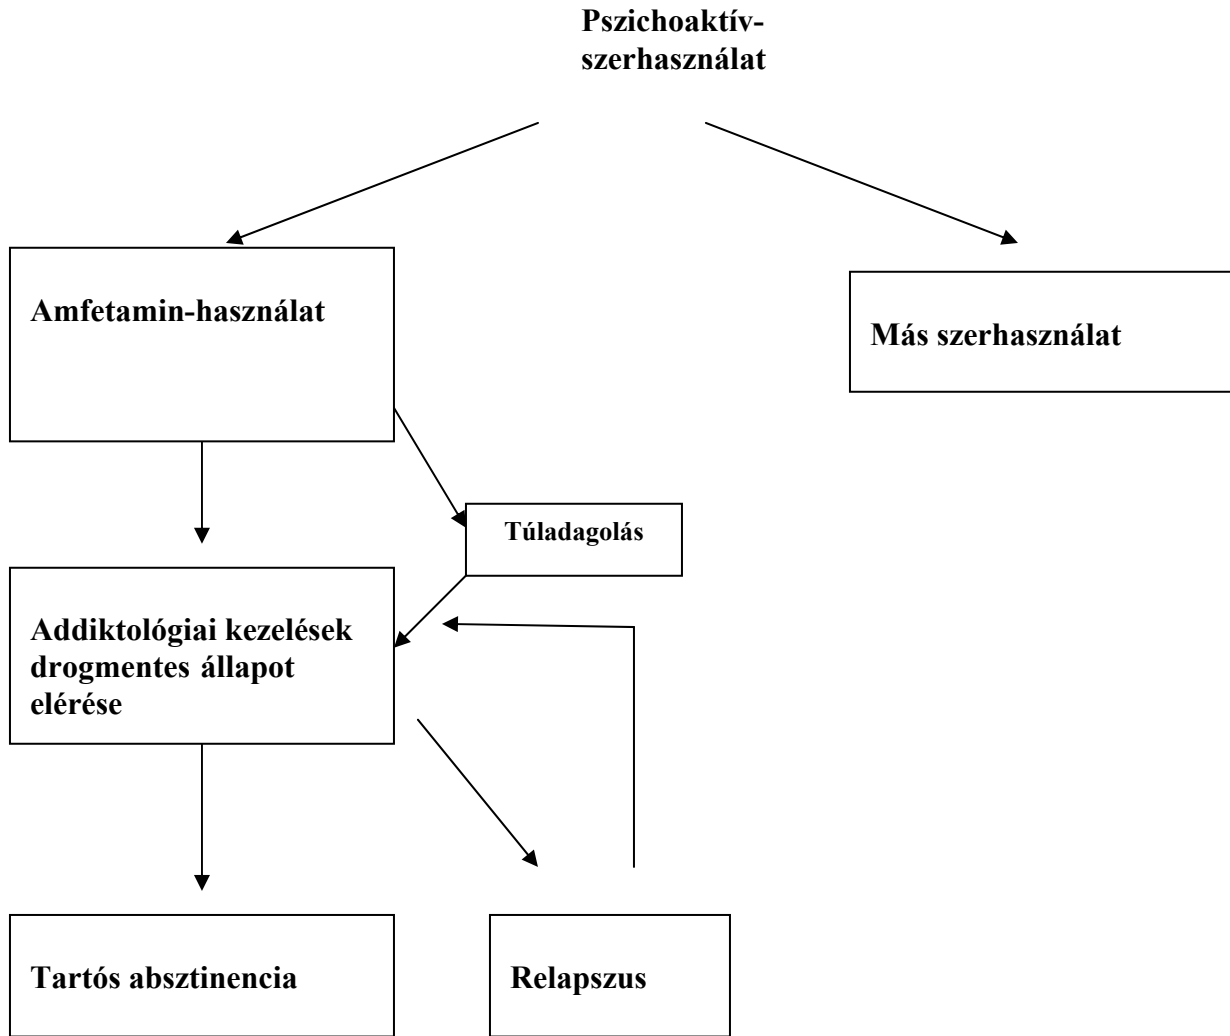 Pszichoaktív-
szerhasználat
Amfetamin-használat
Más szerhasználat
Túladagolás
Addiktológiai kezelések
drogmentes állapot
elérése
Tartós absztinencia
Relapszus